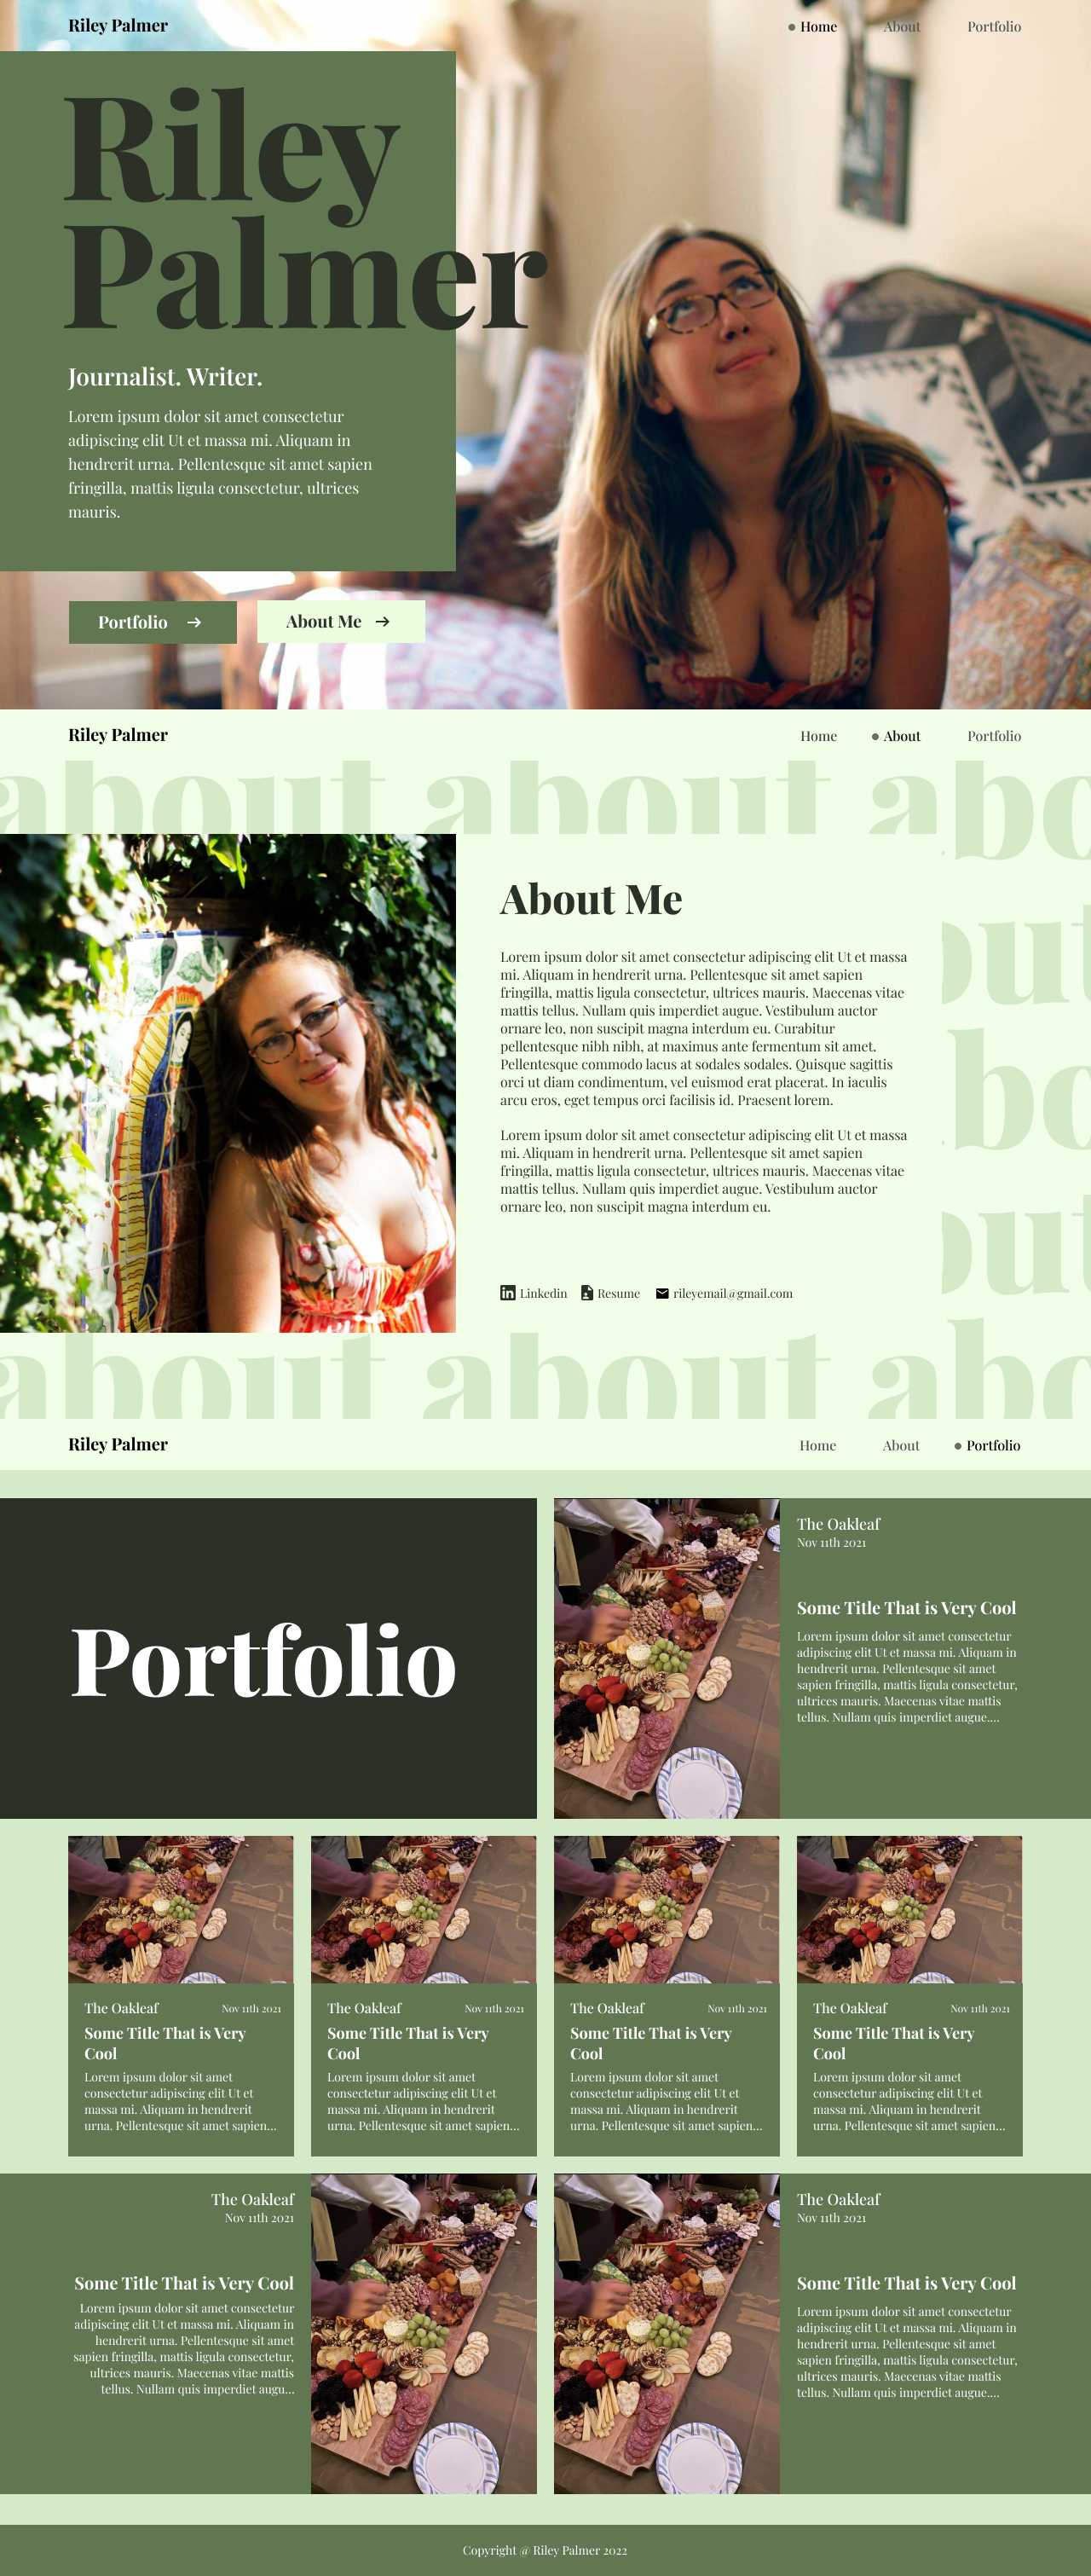 Riley Palmer
Home About Portfolio
Riley
Palmer
Journalist. Writer.
Lorem ipsum dolor sit amet consectetur
adipiscing elit Ut et massa mi. Aliquam in
hendrerit urna. Pellentesque sit amet sapien
fringilla, mattis ligula consectetur, ultrices
mauris.
Portfolio → About Me →
Riley Palmer
Home About Portfolio
about about abo
About Me
Lorem ipsum dolor sit amet consectetur adipiscing elit Ut et massa
mi. Aliquam in hendrerit urna. Pellentesque sit amet sapien
fringilla, mattis ligula consectetur, ultrices mauris. Maecenas vitae
mattis tellus. Nullam quis imperdiet augue. Vestibulum auctor
ornare leo, non suscipit magna interdum eu. Curabitur
pellentesque nibh nibh, at maximus ante fermentum sit amet.
Pellentesque commodo lacus at sodales sodales. Quisque sagittis
orci ut diam condimentum, vel euismod erat placerat. In iaculis
arcu eros, eget tempus orci facilisis id. Praesent lorem.
out
Lorem ipsum dolor sit amet consectetur adipiscing elit Ut et massa
mi. Aliquam in hendrerit urna. Pellentesque sit amet sapien
fringilla, mattis ligula consectetur, ultrices mauris. Maecenas vitae
mattis tellus. Nullam quis imperdiet augue. Vestibulum auctor
ornare leo, non suscipit magna interdum eu.
bo
out
Linkedin Resume rileyemail@gmail.com
about about abo
Riley Palmer
Home About Portfolio
Portfolio
The Oakleaf
Nov 11th 2021
Some Title That is Very Cool
Lorem ipsum dolor sit amet consectetur
adipiscing elit Ut et massa mi. Aliquam in
hendrerit urna. Pellentesque sit amet
sapien fringilla, mattis ligula consectetur,
ultrices mauris. Maecenas vitae mattis
tellus. Nullam quis imperdiet augue....
The Oakleaf Nov 11th 2021
Some Title That is Very
Cool
Lorem ipsum dolor sit amet
consectetur adipiscing elit Ut et
massa mi. Aliquam in hendrerit
urna. Pellentesque sit amet sapien...
The Oakleaf Nov 11th 2021
Some Title That is Very
Cool
Lorem ipsum dolor sit amet
consectetur adipiscing elit Ut et
massa mi. Aliquam in hendrerit
urna. Pellentesque sit amet sapien...
The Oakleaf Nov 11th 2021
Some Title That is Very
Cool
Lorem ipsum dolor sit amet
consectetur adipiscing elit Ut et
massa mi. Aliquam in hendrerit
urna. Pellentesque sit amet sapien...
The Oakleaf Nov 11th 2021
Some Title That is Very
Cool
Lorem ipsum dolor sit amet
consectetur adipiscing elit Ut et
massa mi. Aliquam in hendrerit
urna. Pellentesque sit amet sapien...
The Oakleaf
Nov 11th 2021
Some Title That is Very Cool
Lorem ipsum dolor sit amet consectetur
adipiscing elit Ut et massa mi. Aliquam in
hendrerit urna. Pellentesque sit amet
sapien fringilla, mattis ligula consectetur,
ultrices mauris. Maecenas vitae mattis
tellus. Nullam quis imperdiet augu...
The Oakleaf
Nov 11th 2021
Some Title That is Very Cool
Lorem ipsum dolor sit amet consectetur
adipiscing elit Ut et massa mi. Aliquam in
hendrerit urna. Pellentesque sit amet
sapien fringilla, mattis ligula consectetur,
ultrices mauris. Maecenas vitae mattis
tellus. Nullam quis imperdiet augue....
Copyright @ Riley Palmer 2022